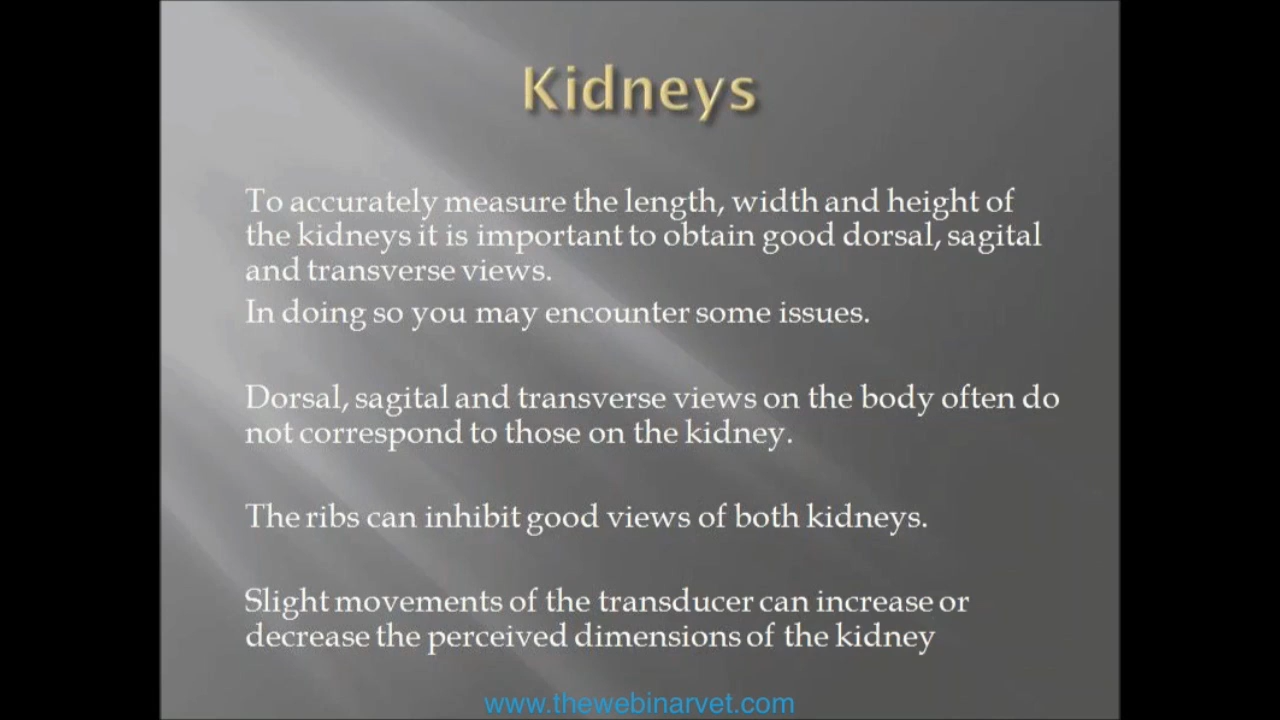 Kidneys
To accurately measure the length, width and height of
the kidneys it is important to obtain good dorsal, sagital
and transverse views.
In doing so you may encounter some issues.
Dorsal, sagital and transverse views on the body often do
not correspond to those on the kidney.
The ribs can inhibit good views of both kidneys.
Slight movements of the transducer can increase or
decrease the perceived dimensions of the kidney
www.thewebinarvet.com